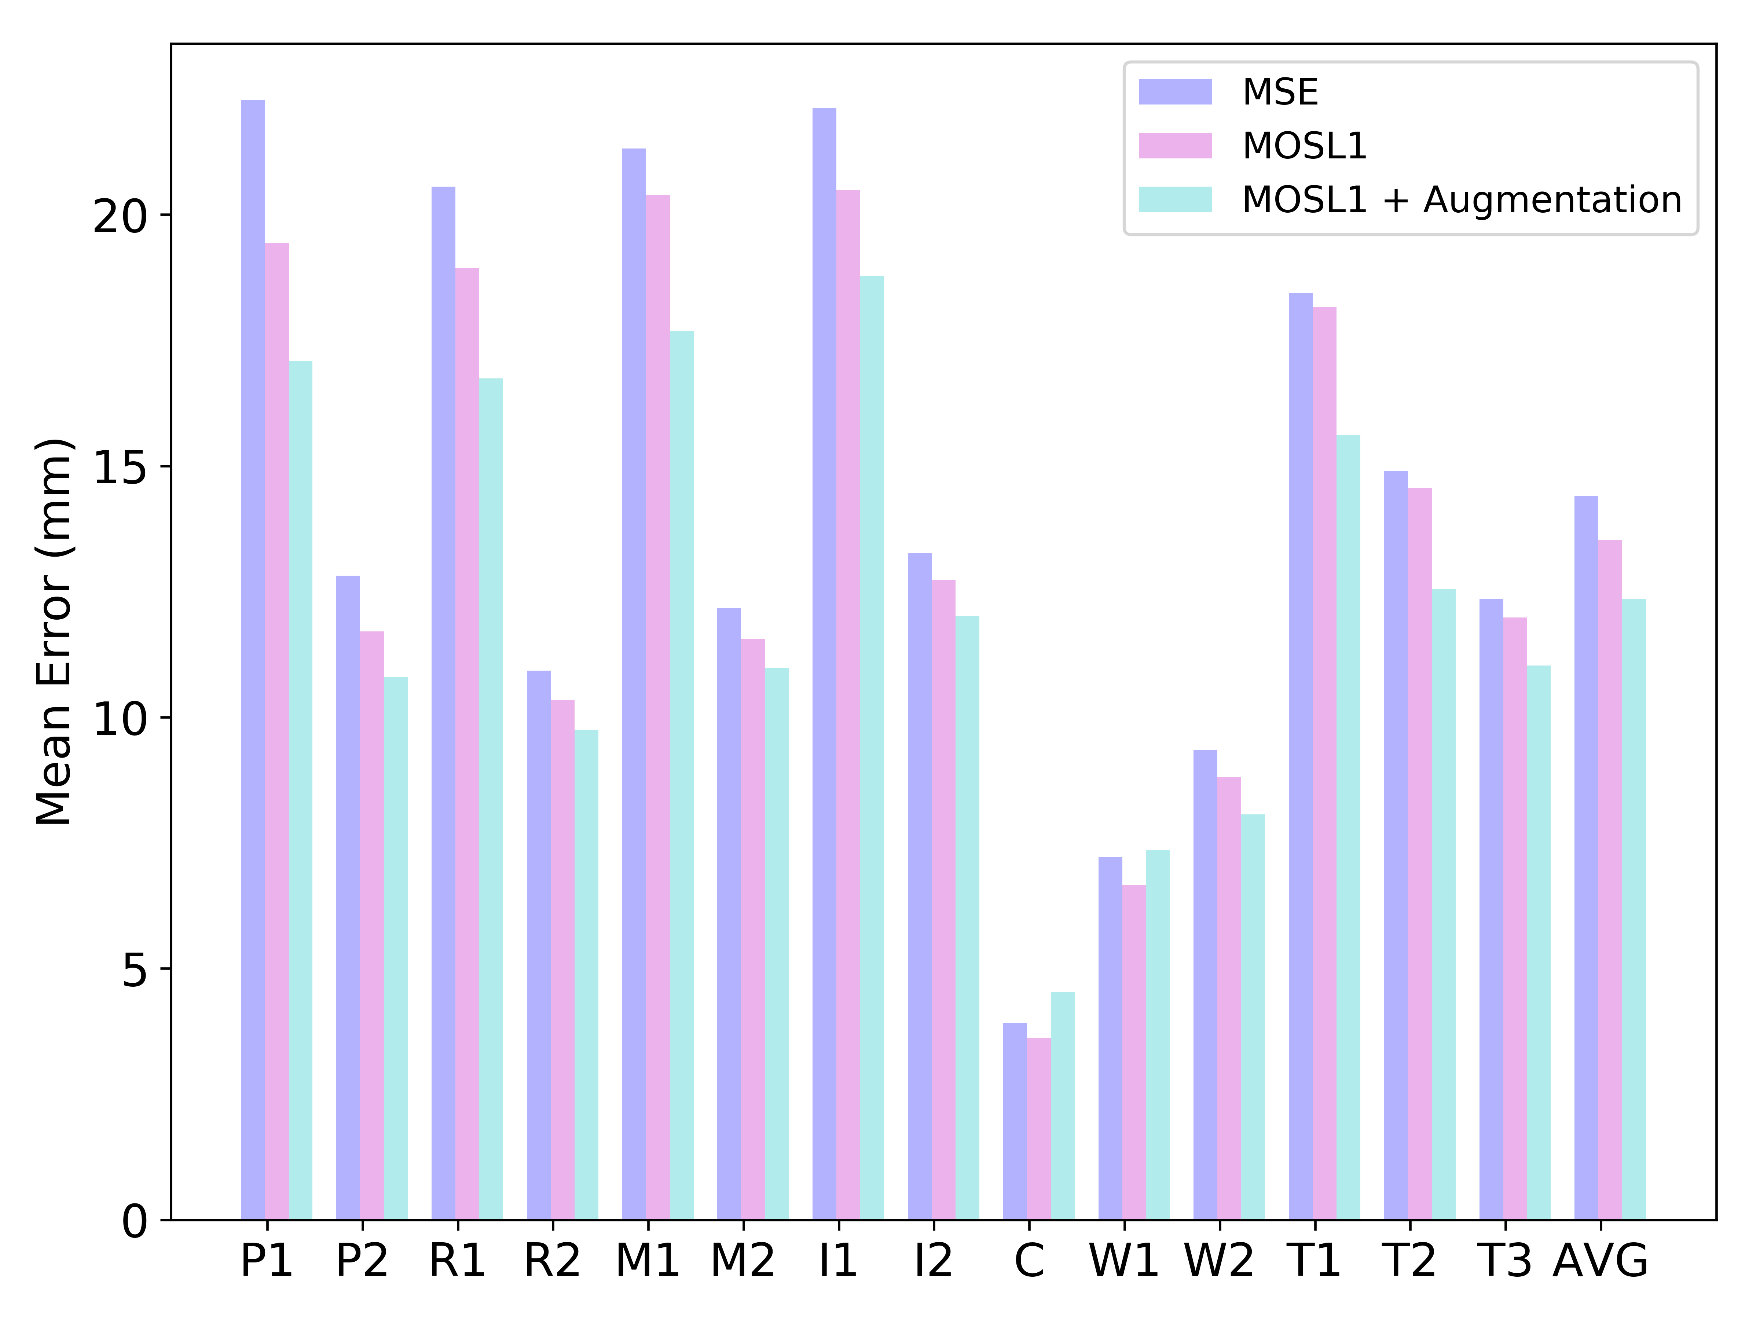 MSE
MOSL1
MOSL1 + Augmentation
Mean Error (mm)
20
15
10
5
0
P1 P2 R1 R2 M1 M2 I1 I2 C W1 W2 T1 T2 T3 AVG